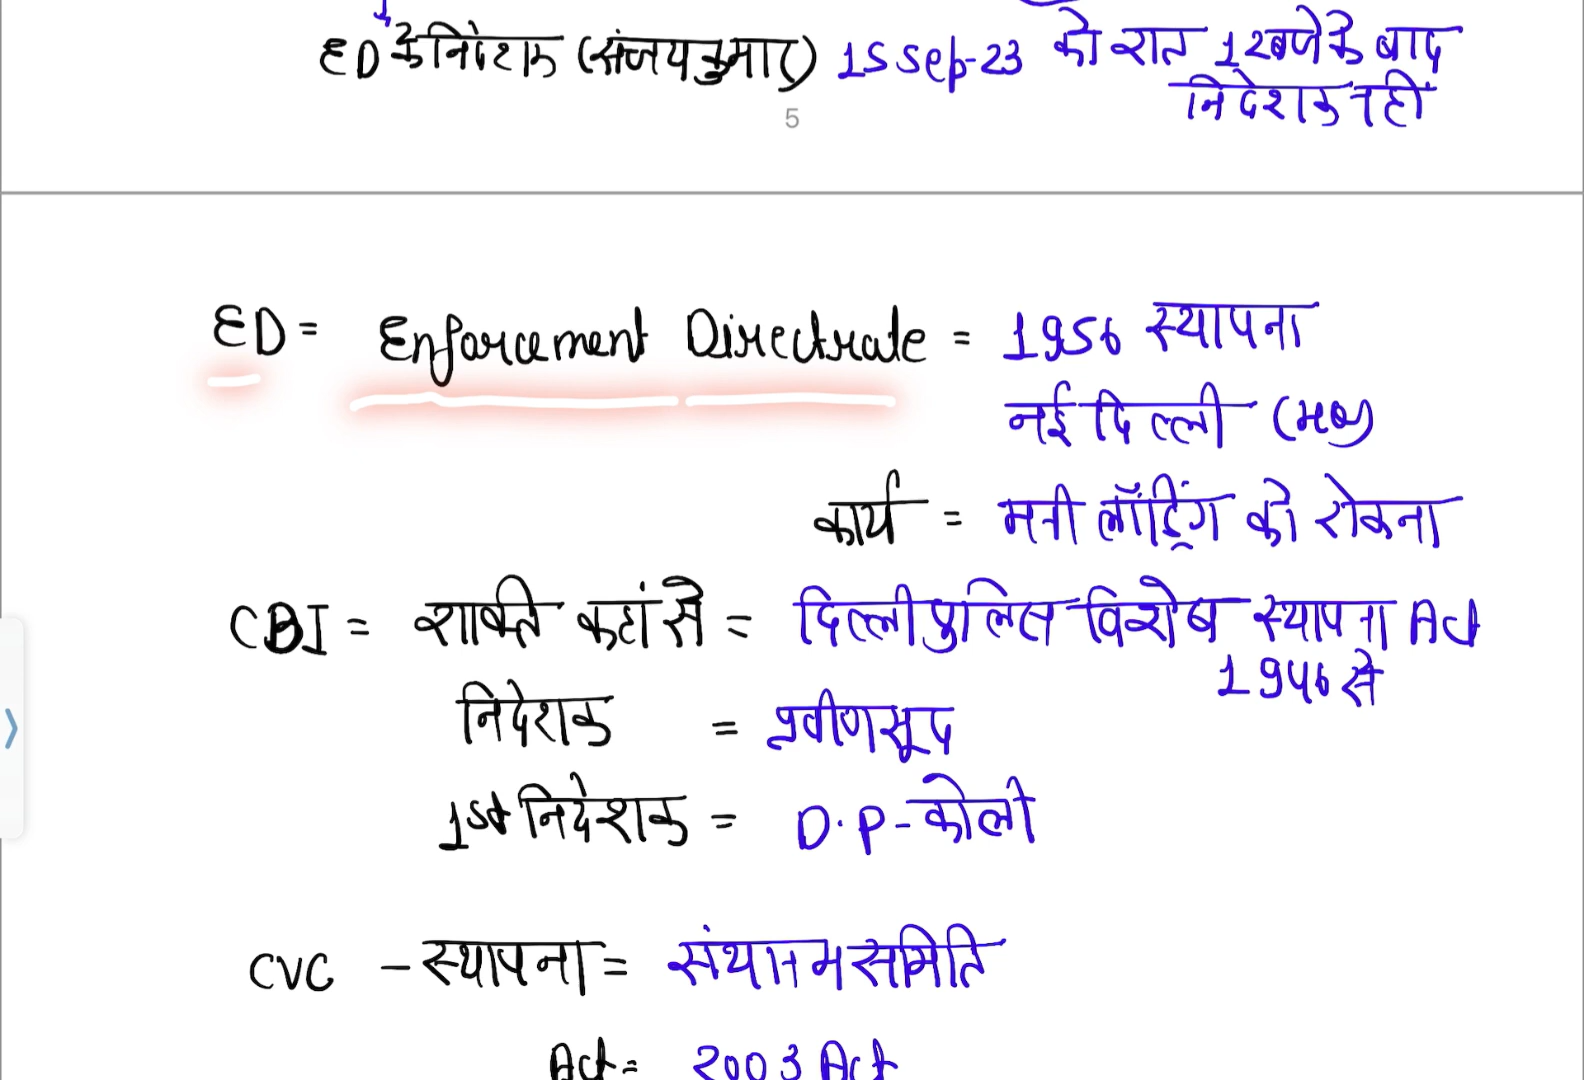 ED के निदेशक (संजय कुमार) 15 sep-23 को रात 12 बजे के बाद
निदेशक नहीं
5
ED = Enforcement Directrate = 1956 स्थापना
नई दिल्ली (HQ)
कार्य = मनी लॉंड्रिंग को रोकना
CBI = शक्ति कहां से = दिल्ली पुलिस विशेष स्थापना Act
1946 से
निदेशक = प्रवीण सूद
1st निदेशक = D.P-कोली
CVC - स्थापना = संथानम समिति
Act = 2003 Act